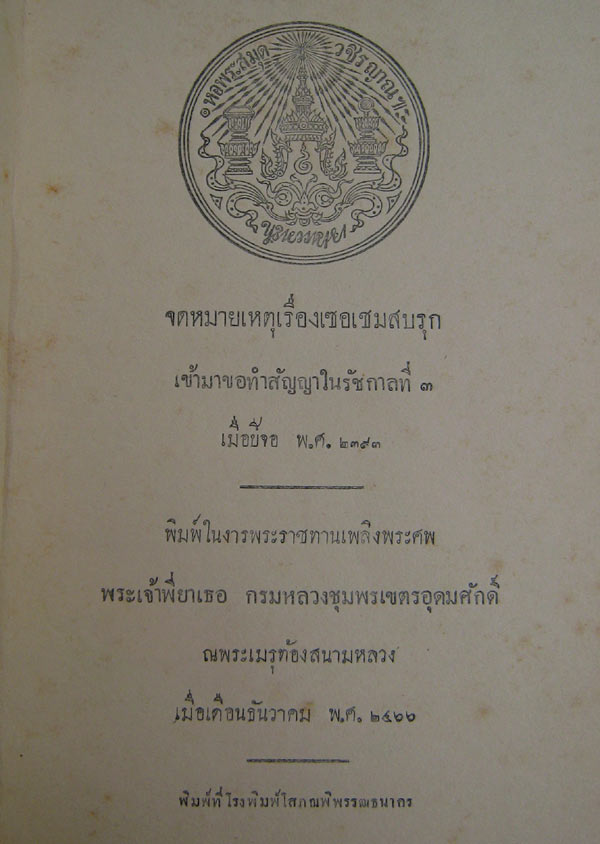 หอพระสมุดวชิรญาณ
จดหมายเหตุเรื่องเซอเชมสบรุก
เข้ามาขอทำสัญญาในรัชกาลที่ ๓
เมื่อปีจอ พ.ศ. ๒๓๙๓
พิมพ์ในงารพระราชทานเพลิงพระศพ
พระเจ้าพี่ยาเธอ กรมหลวงชุมพรเขตรอุดมศักดิ์
ณพระเมรุท้องสนามหลวง
เมื่อเดือนธันวาคม พ.ศ. ๒๔๖๖
พิมพ์ที่โรงพิมพ์โสภณพิพรรฒธนากร